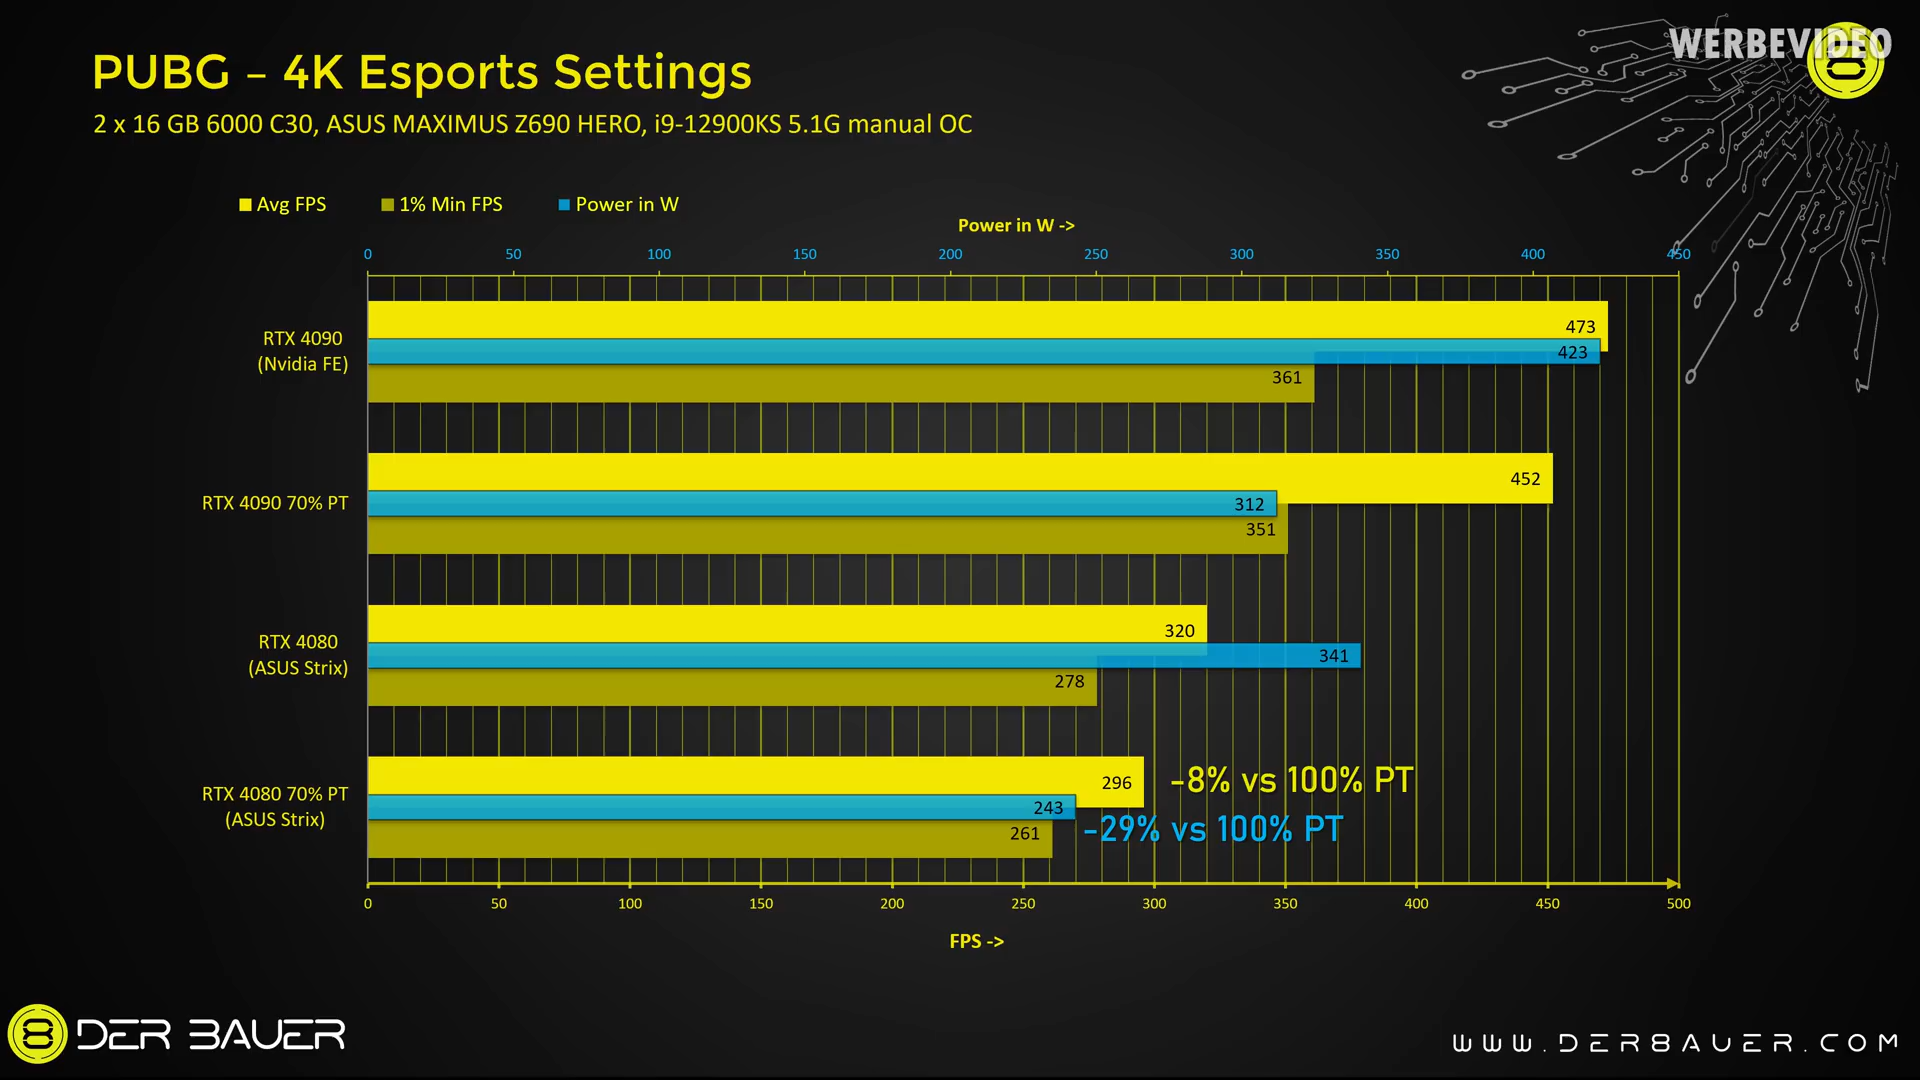 WERBEVIDEO
PUBG – 4K Esports Settings
2 x 16 GB 6000 C30, ASUS MAXIMUS Z690 HERO, i9-12900KS 5.1G manual OC
Avg FPS 1% Min FPS Power in W
Power in W ->
0 50 100 150 200 250 300 350 400 450
RTX 4090
(Nvidia FE)
473
423
361
RTX 4090 70% PT
452
312
351
RTX 4080
(ASUS Strix)
320
341
278
RTX 4080 70% PT
(ASUS Strix)
296
243
261
-8% vs 100% PT
-29% vs 100% PT
0 50 100 150 200 250 300 350 400 450 500
FPS ->
8 DER BAUER
WWW.DER8AUER.COM